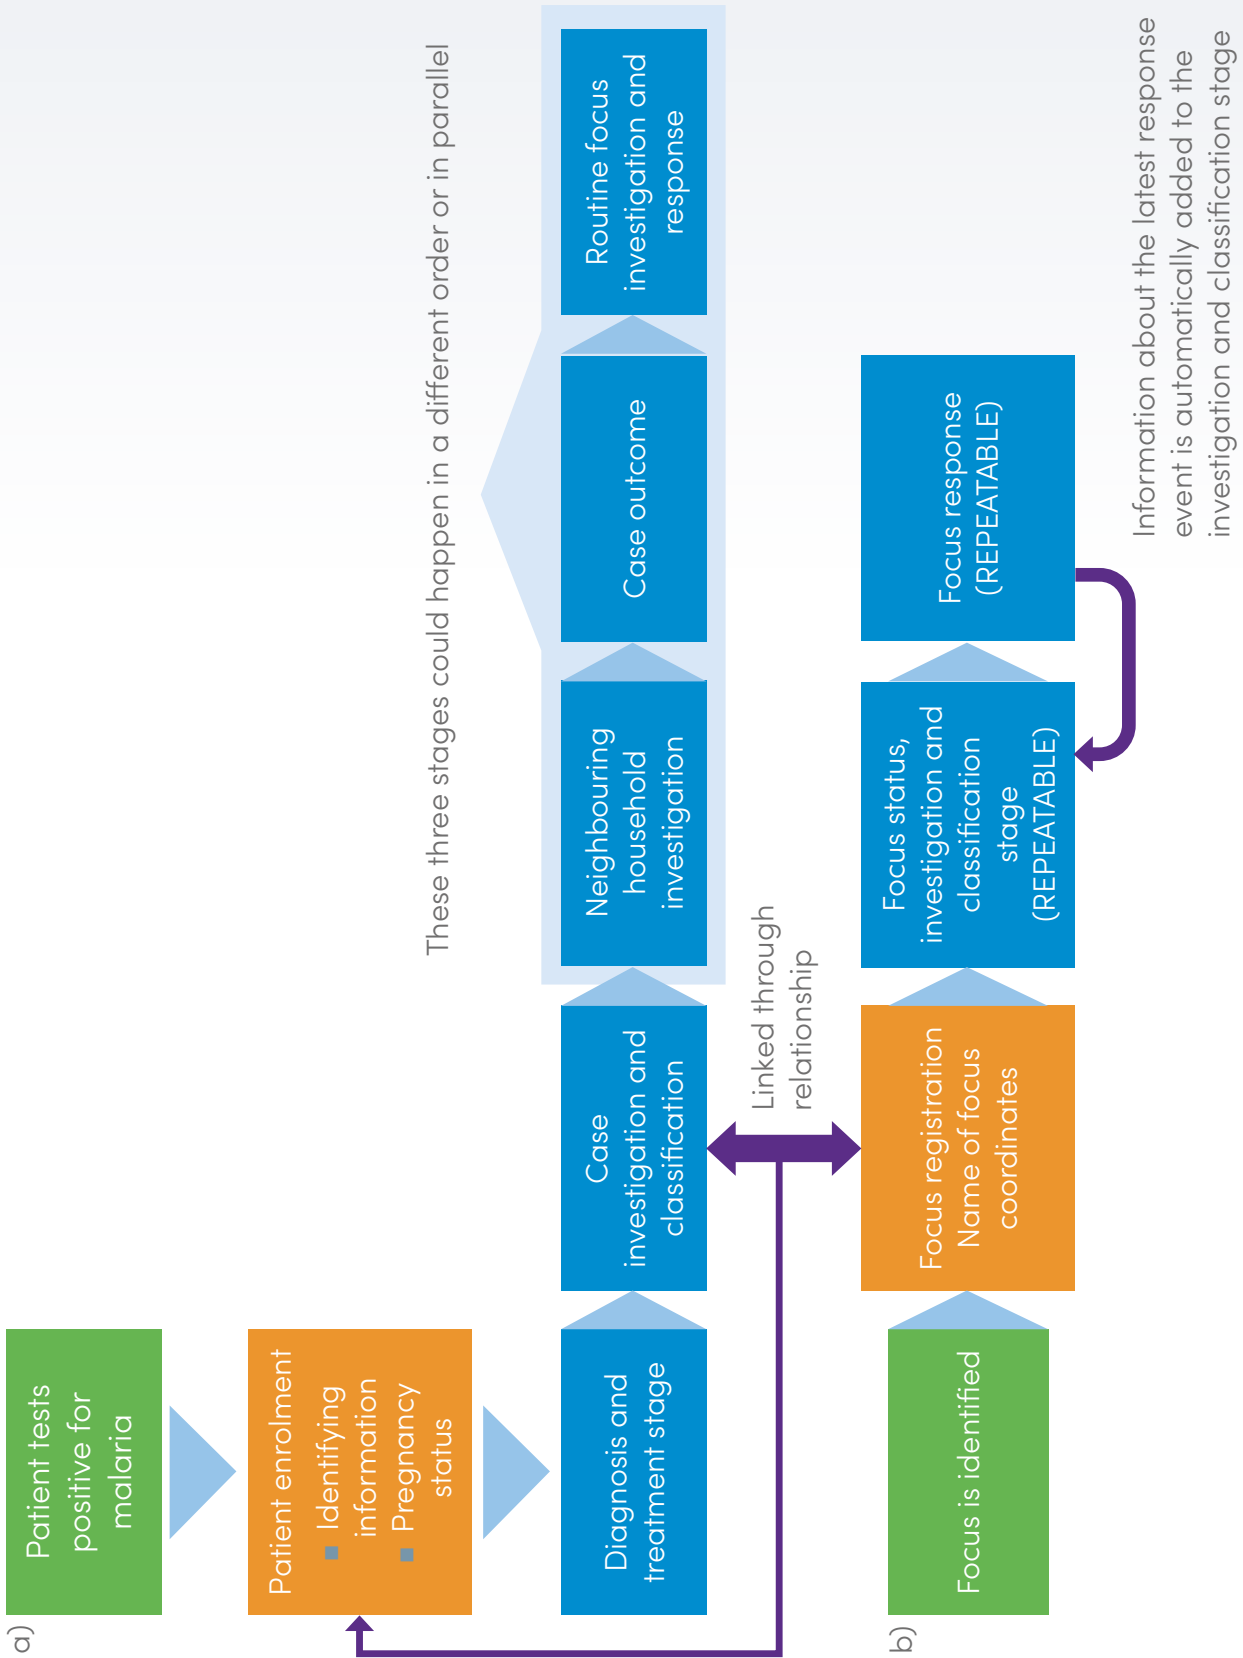 a)
Patient tests
positive for
malaria
Patient enrolment
■ Identifying
information
■ Pregnancy
status
Diagnosis and
treatment stage
Case
investigation and
classification
Neighbouring
household
investigation
Case outcome
Routine focus
investigation and
response
These three stages could happen in a different order or in parallel
Linked through
relationship
b)
Focus is identified
Focus registration
Name of focus
coordinates
Focus status,
investigation and
classification
stage
(REPEATABLE)
Focus response
(REPEATABLE)
Information about the latest response
event is automatically added to the
investigation and classification stage